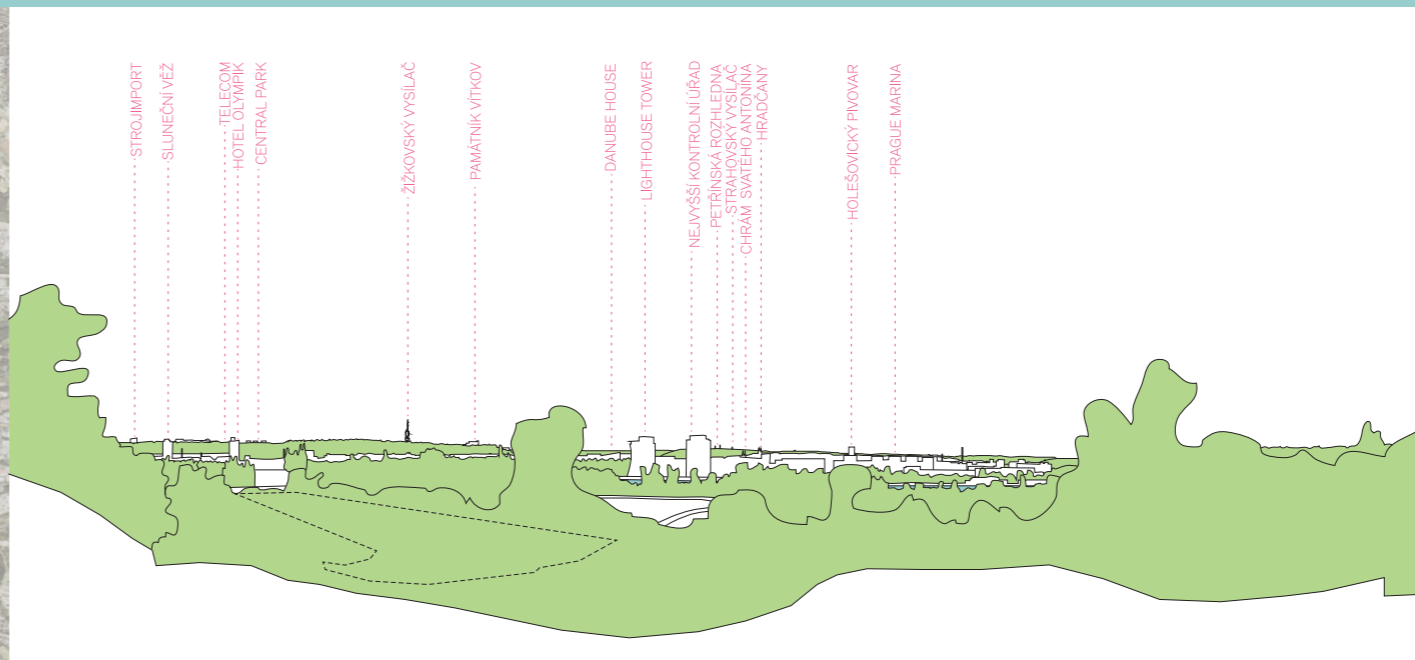 STROJIMPORT
SLUNEČNÍ VĚŽ
TELECOM
HOTEL OLYMPIK
CENTRAL PARK
ŽIŽKOVSKÝ VYSÍLAČ
PAMÁTNÍK VÍTKOV
DANUBE HOUSE
LIGHTHOUSE TOWER
NEJVYŠŠÍ KONTROLNÍ ÚŘAD
PETŘÍNSKÁ ROZHLEDNA
STRAHOVSKÝ VYSÍLAČ
CHRÁM SVATÉHO ANTONINA
HRADČANY
HOLEŠOVICKÝ PIVOVAR
PRAGUE MARINA